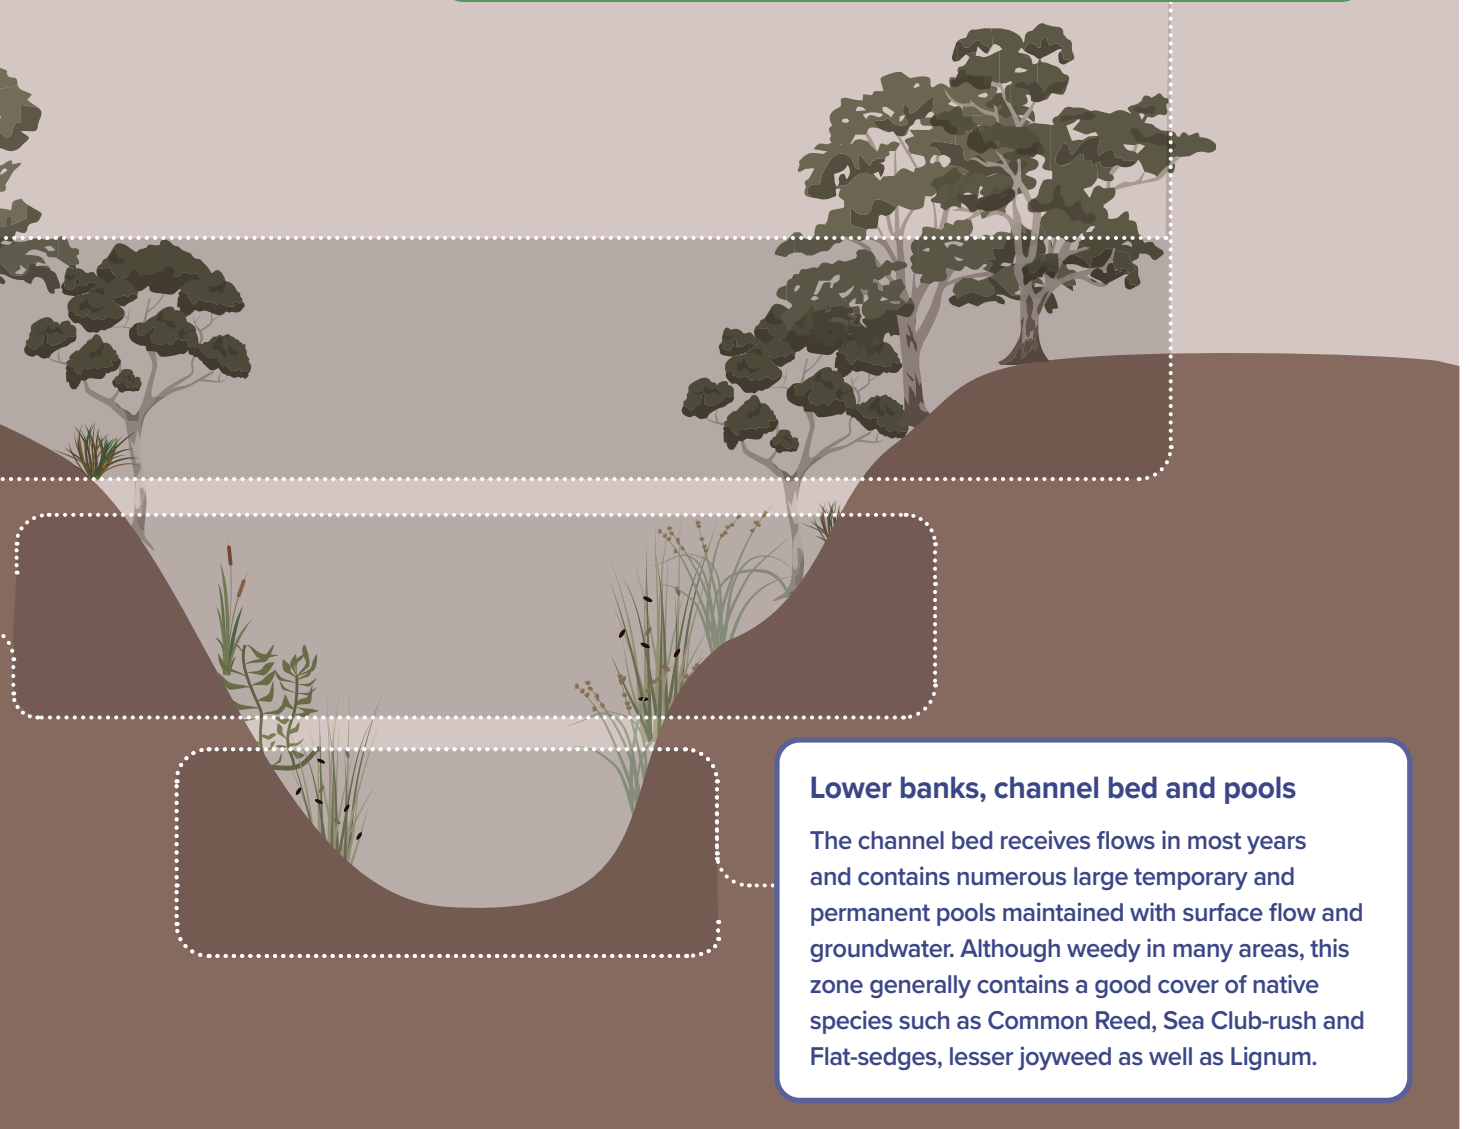 Lower banks, channel bed and pools
The channel bed receives flows in most years
and contains numerous large temporary and
permanent pools maintained with surface flow and
groundwater. Although weedy in many areas, this
zone generally contains a good cover of native
species such as Common Reed, Sea Club-rush and
Flat-sedges, lesser joyweed as well as Lignum.